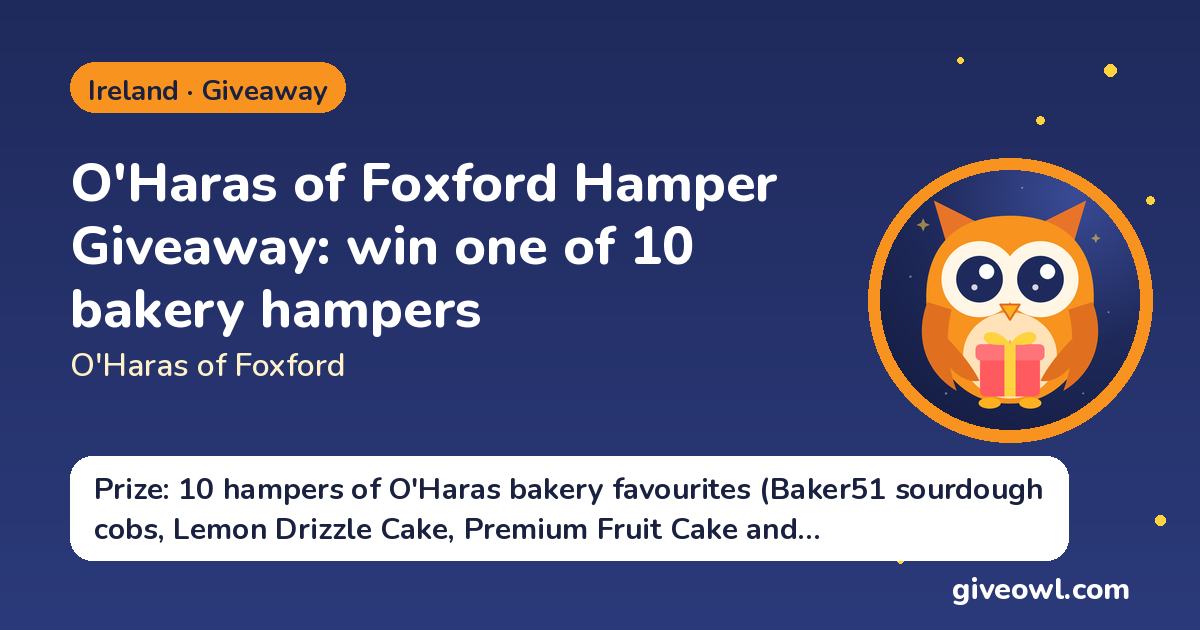 Ireland · Giveaway
O'Haras of Foxford Hamper
Giveaway: win one of 10
bakery hampers
O'Haras of Foxford
Prize: 10 hampers of O'Haras bakery favourites (Baker51 sourdough
cobs, Lemon Drizzle Cake, Premium Fruit Cake and...
giveowl.com